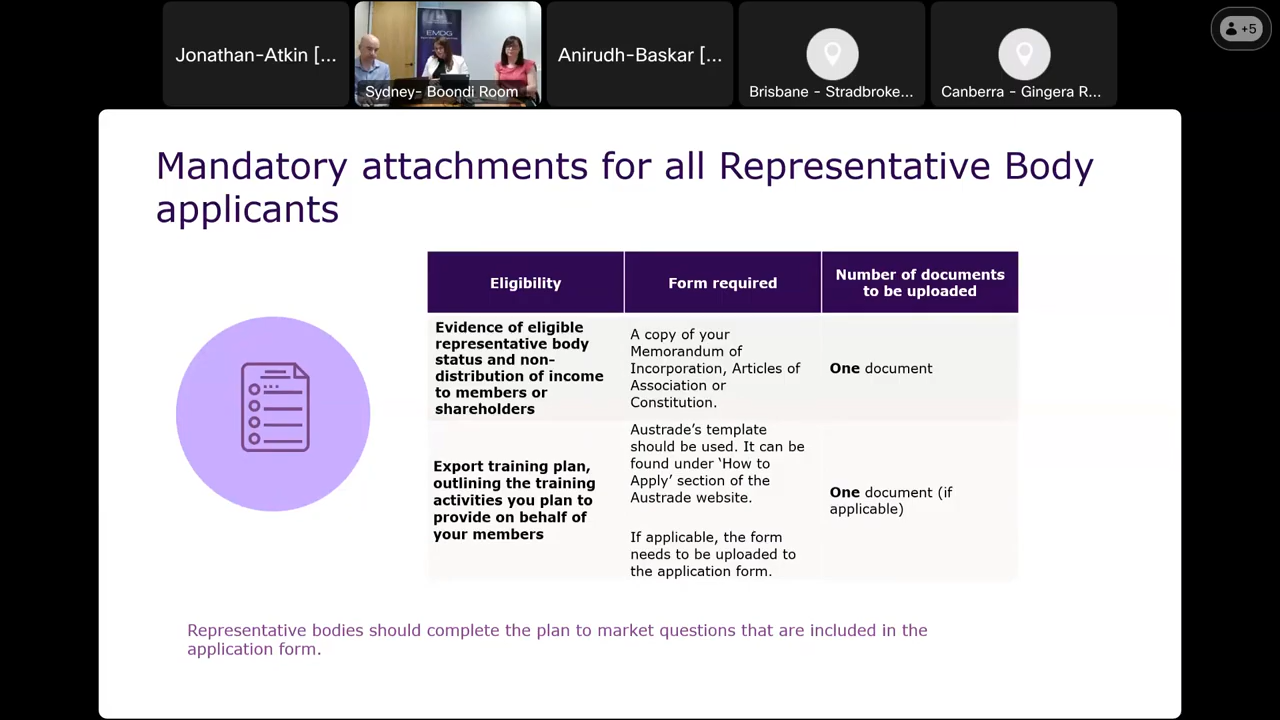 Jonathan-Atkin [...
EMDG
Sydney- Boondi Room
Anirudh-Baskar [...
Brisbane - Stradbroke...
Canberra - Gingera R...
+5
Mandatory attachments for all Representative Body
applicants
Eligibility
Form required
Number of documents
to be uploaded
Evidence of eligible
representative body
status and non-
distribution of income
to members or
shareholders
A copy of your
Memorandum of
Incorporation, Articles of
Association or
Constitution.
One document
Export training plan,
outlining the training
activities you plan to
provide on behalf of
your members
Austrade’s template
should be used. It can be
found under ‘How to
Apply’ section of the
Austrade website.
If applicable, the form
needs to be uploaded to
the application form.
One document (if
applicable)
Representative bodies should complete the plan to market questions that are included in the
application form.